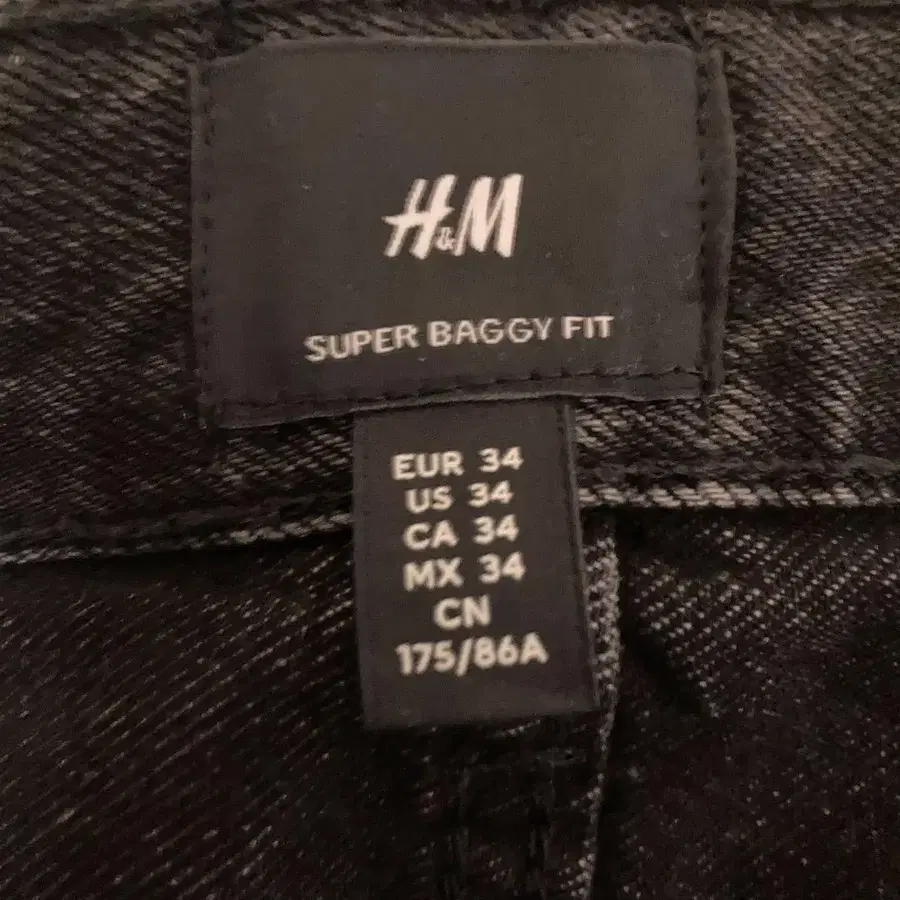 H&M
SUPER BAGGY FIT
EUR 34
US 34
CA 34
MX 34
CN
175/86A